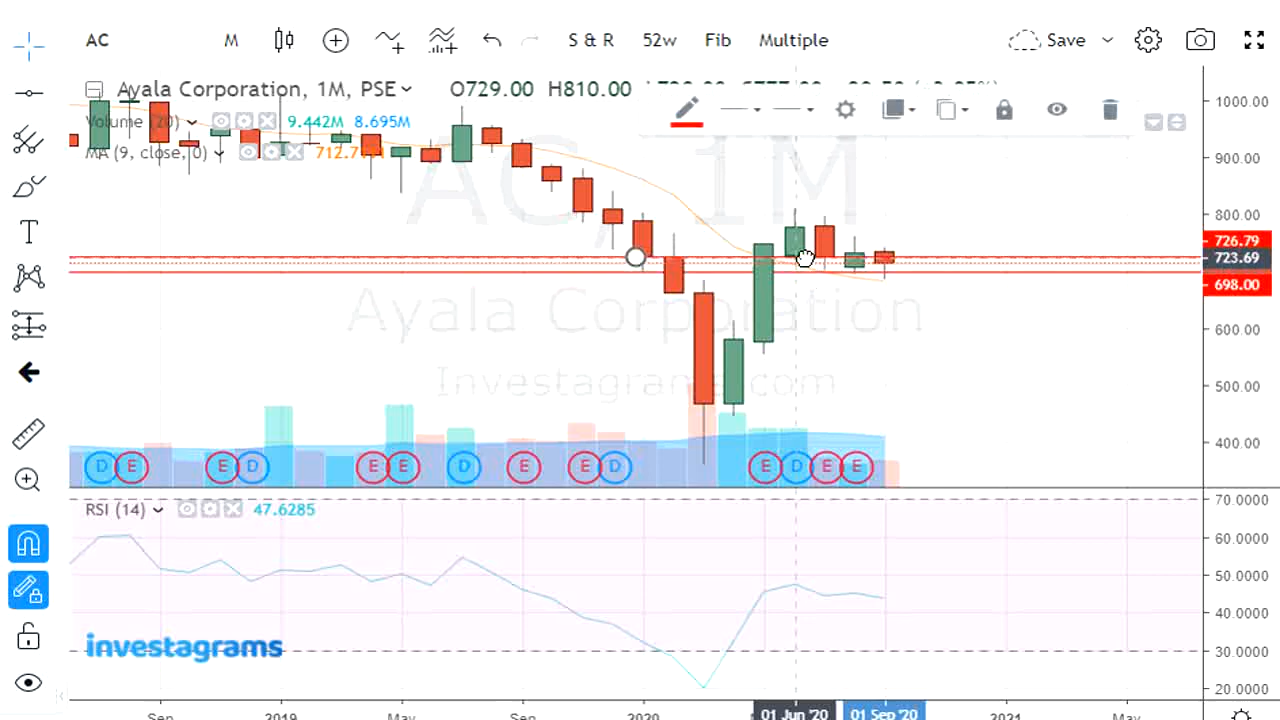 AC M S & R 52w Fib Multiple Save
Ayala Corporation, 1M, PSE O729.00 H810.00
Volume (20) 9.442M 8.695M
MA (9, close, 0)
AC, 1M
Ayala Corporation
Investagrams.com
1000.00
900.00
800.00
726.79
723.69
698.00
600.00
500.00
400.00
D E E D E E D E E D E D E E
RSI (14) 47.6285
70.0000
60.0000
50.0000
40.0000
30.0000
20.0000
investagrams
Sep 2019 May Sep 2020 01 Jun '20 01 Sep '20 2021 May